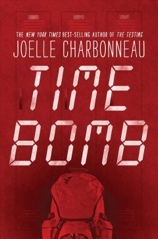 THE NEW YORK TIMES BEST-SELLING AUTHOR OF THE TESTING
JOELLE CHARBONNEAU
TIME
BOMB